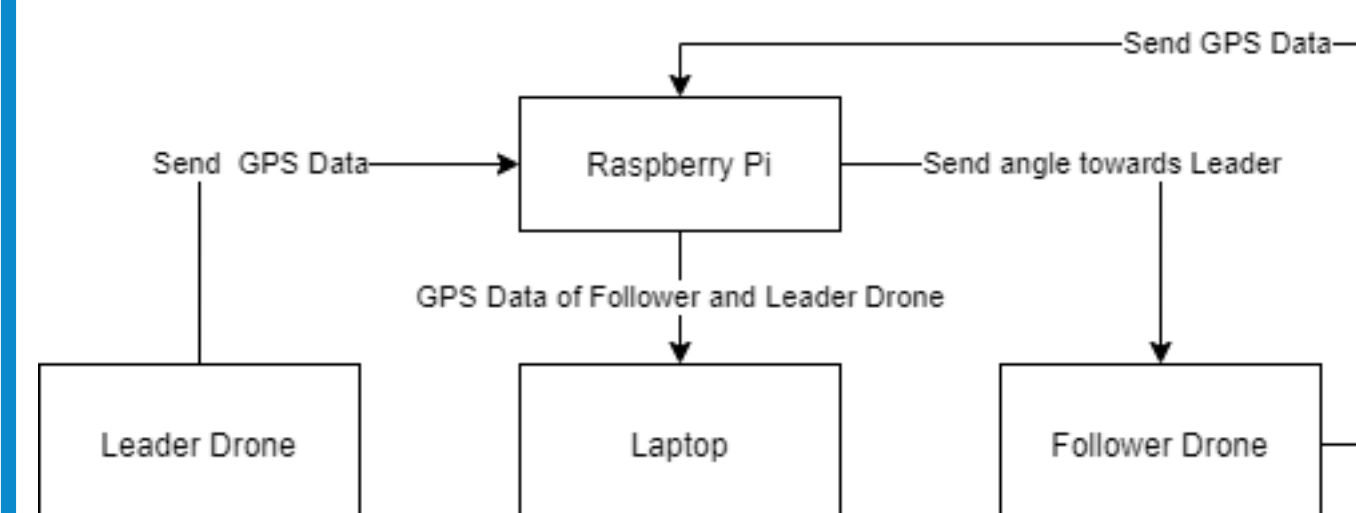 Send GPS Data
Send  GPS Data
Raspberry Pi
Send angle towards Leader
GPS Data of Follower and Leader Drone
Leader Drone
Laptop
Follower Drone